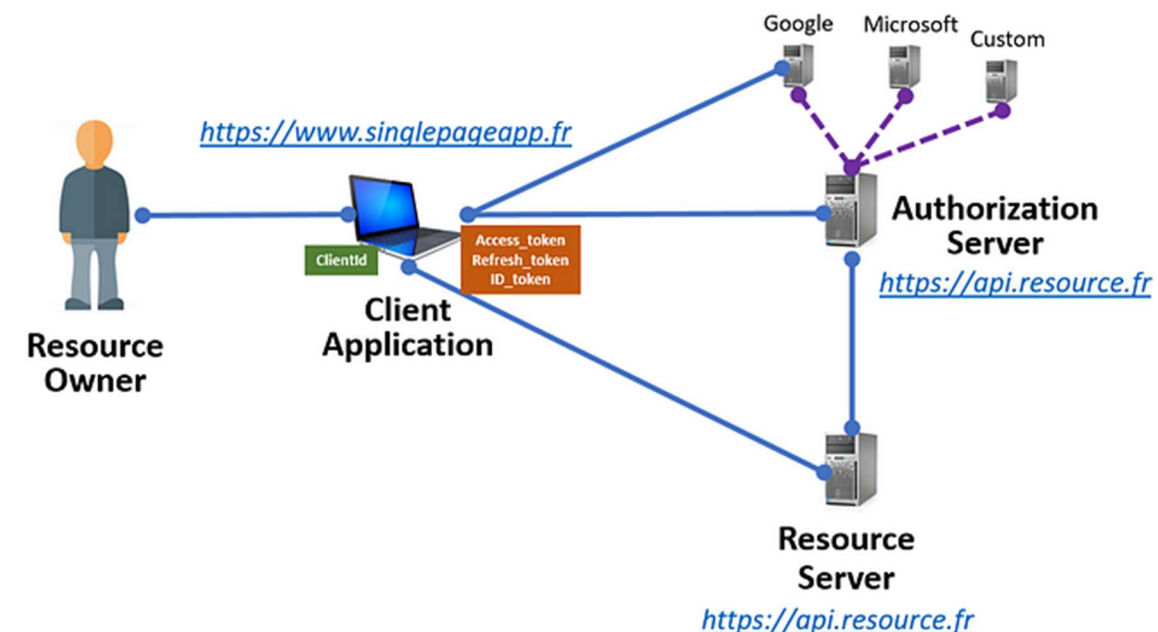 Google
Microsoft
Custom
https://www.singlepageapp.fr
Authorization
Server
https://api.resource.fr
ClientId
Access_token
Refresh_token
ID_token
Client
Application
Resource
Owner
Resource
Server
https://api.resource.fr